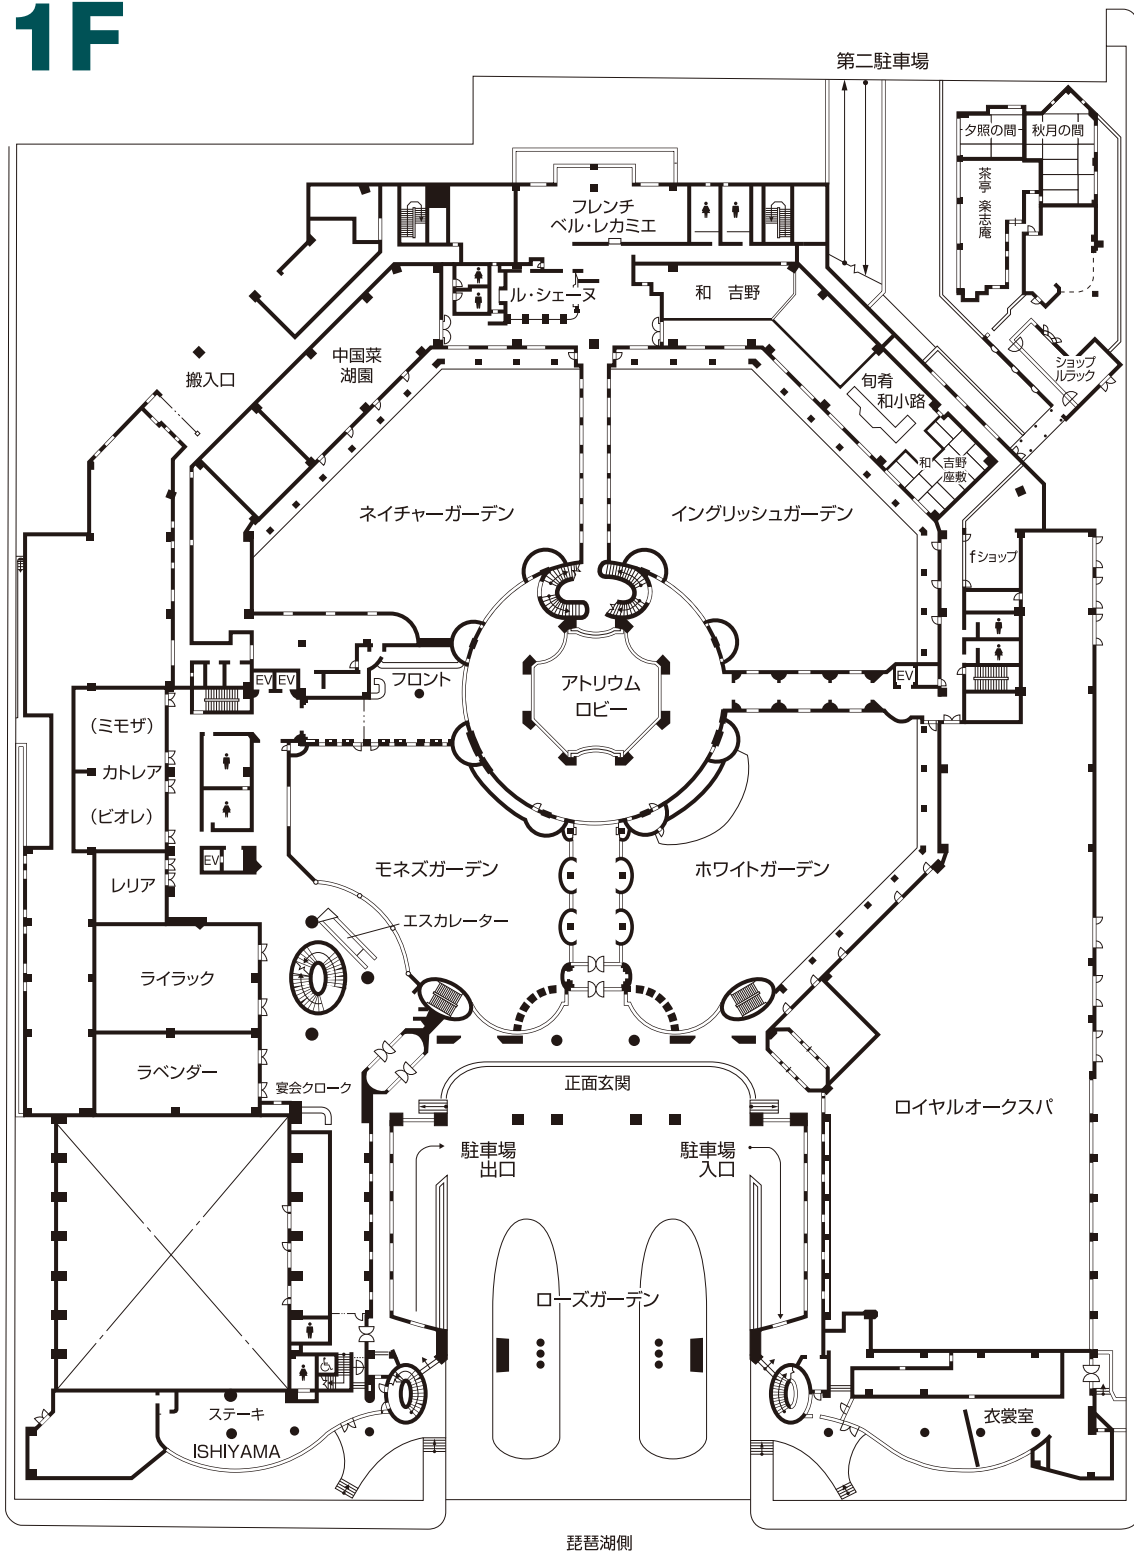 1F
第二駐車場
夕照の間
秋月の間
茶亭 楽志庵
フレンチ
ベル・レカミエ
ル・シェーヌ
和 吉野
中国菜
湖園
搬入口
ショップ
ルラック
旬肴
和小路
和 吉野
座敷
ネイチャーガーデン
イングリッシュガーデン
fショップ
EV
EV
フロント
アトリウム
ロビー
EV
(ミモザ)
カトレア
(ビオレ)
EV
レリア
モネズガーデン
ホワイトガーデン
エスカレーター
ライラック
ラベンダー
宴会クローク
正面玄関
ロイヤルオークスパ
駐車場
出口
駐車場
入口
ローズガーデン
ステーキ
ISHIYAMA
衣裳室
琵琶湖側